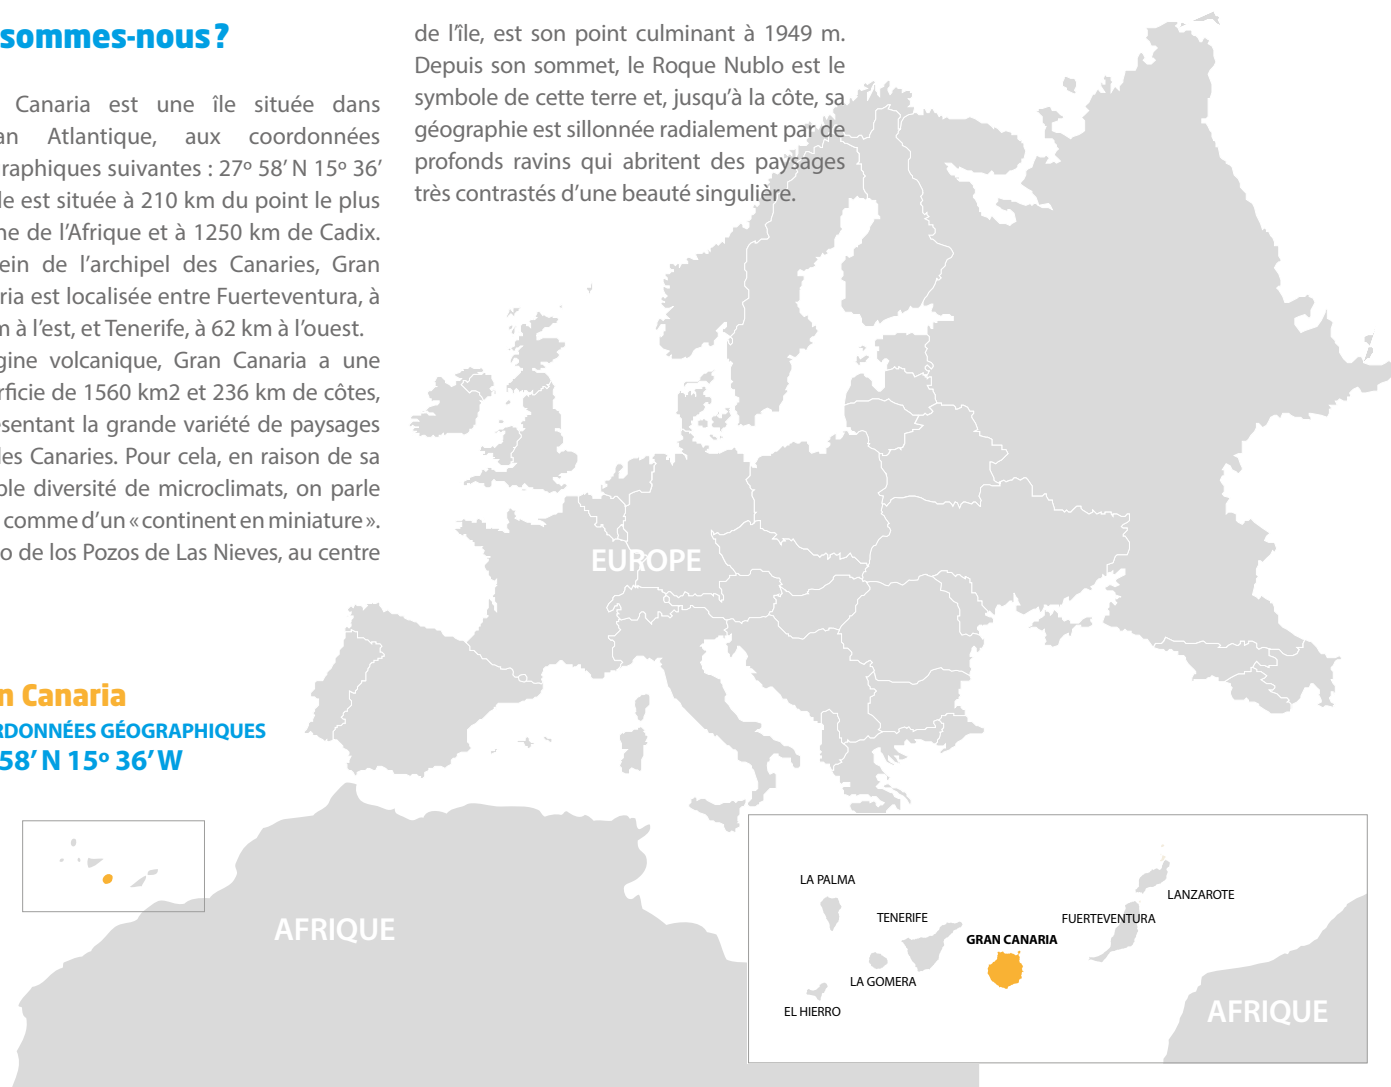 sommes-nous ?
Canaria est une île située dans
an Atlantique, aux coordonnées
raphiques suivantes : 27º 58’ N 15º 36’
le est située à 210 km du point le plus
ne de l’Afrique et à 1250 km de Cadix.
ein de l’archipel des Canaries, Gran
ria est localisée entre Fuerteventura, à
m à l’est, et Tenerife, à 62 km à l’ouest.
gine volcanique, Gran Canaria a une
rficie de 1560 km2 et 236 km de côtes,
ésentant la grande variété de paysages
des Canaries. Pour cela, en raison de sa
ble diversité de microclimats, on parle
comme d’un « continent en miniature ».
o de los Pozos de Las Nieves, au centre
de l’île, est son point culminant à 1949 m.
Depuis son sommet, le Roque Nublo est le
symbole de cette terre et, jusqu’à la côte, sa
géographie est sillonnée radialement par de
profonds ravins qui abritent des paysages
très contrastés d’une beauté singulière.
EUROPE
n Canaria
RDONNÉES GÉOGRAPHIQUES
58’ N 15º 36’ W
AFRIQUE
LA PALMA
LANZAROTE
TENERIFE
FUERTEVENTURA
GRAN CANARIA
LA GOMERA
EL HIERRO
AFRIQUE